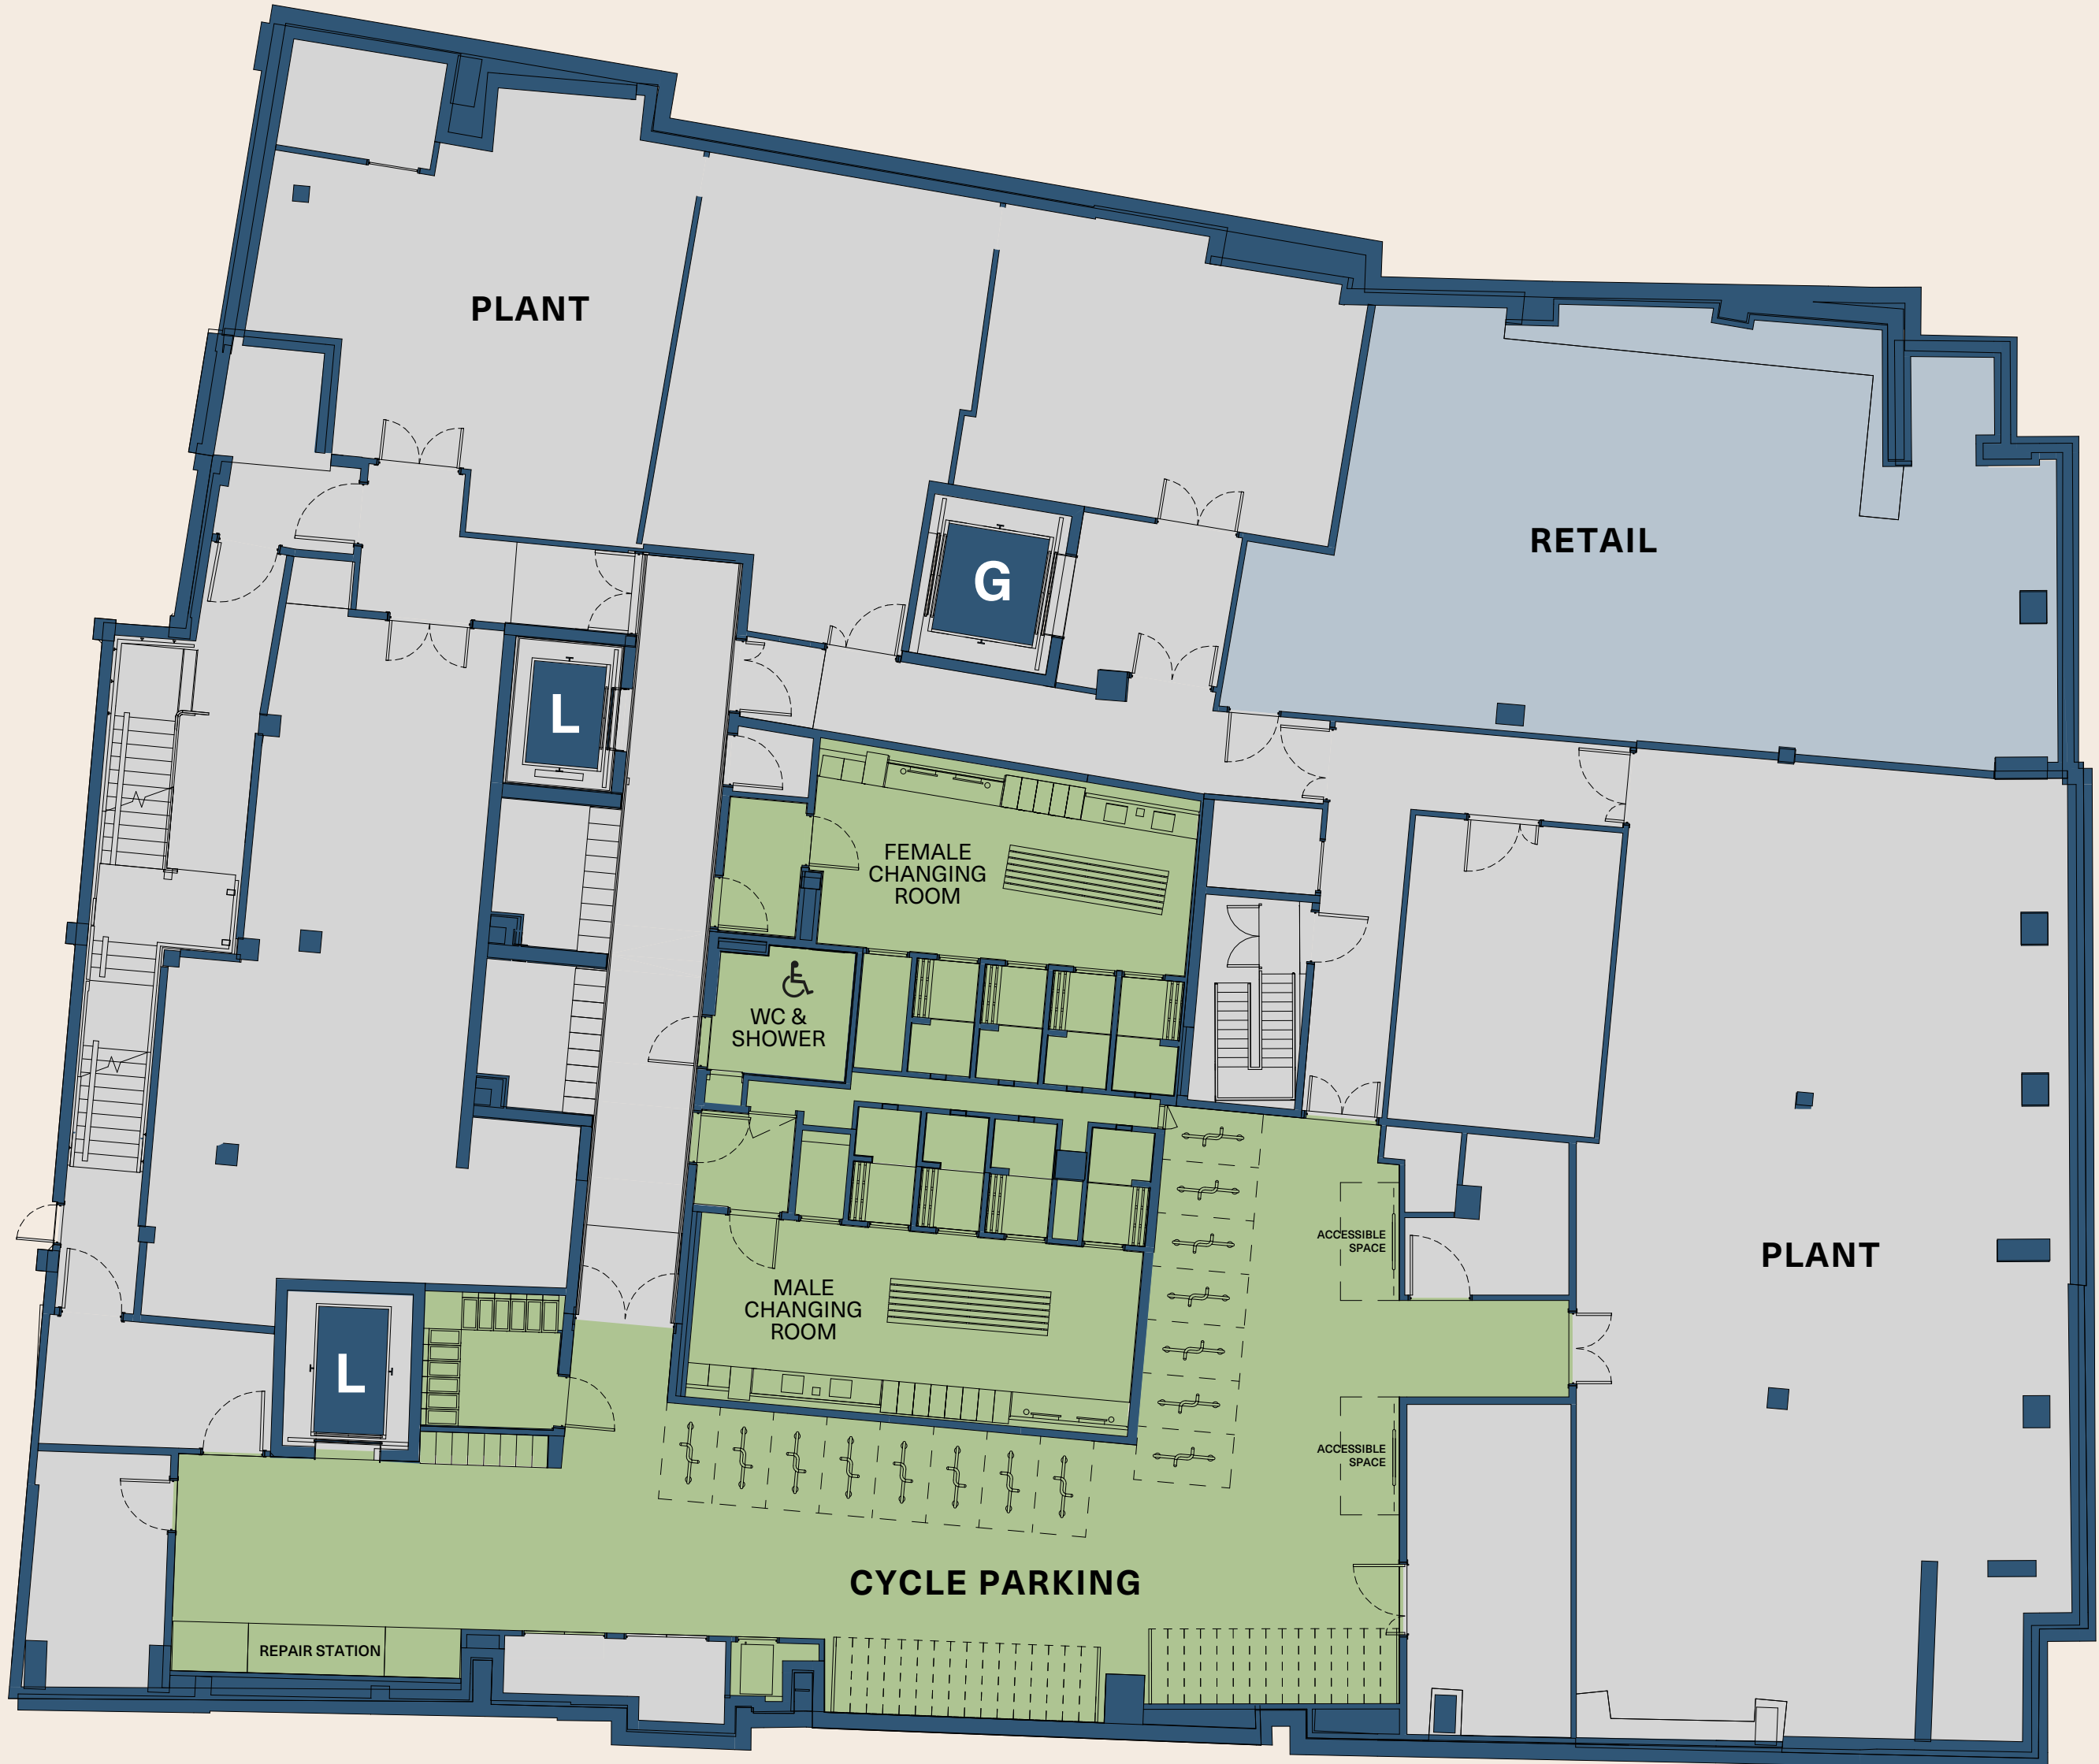 PLANT
RETAIL
G
L
FEMALE
CHANGING
ROOM
WC &
SHOWER
ACCESSIBLE
SPACE
PLANT
MALE
CHANGING
ROOM
L
ACCESSIBLE
SPACE
CYCLE PARKING
REPAIR STATION